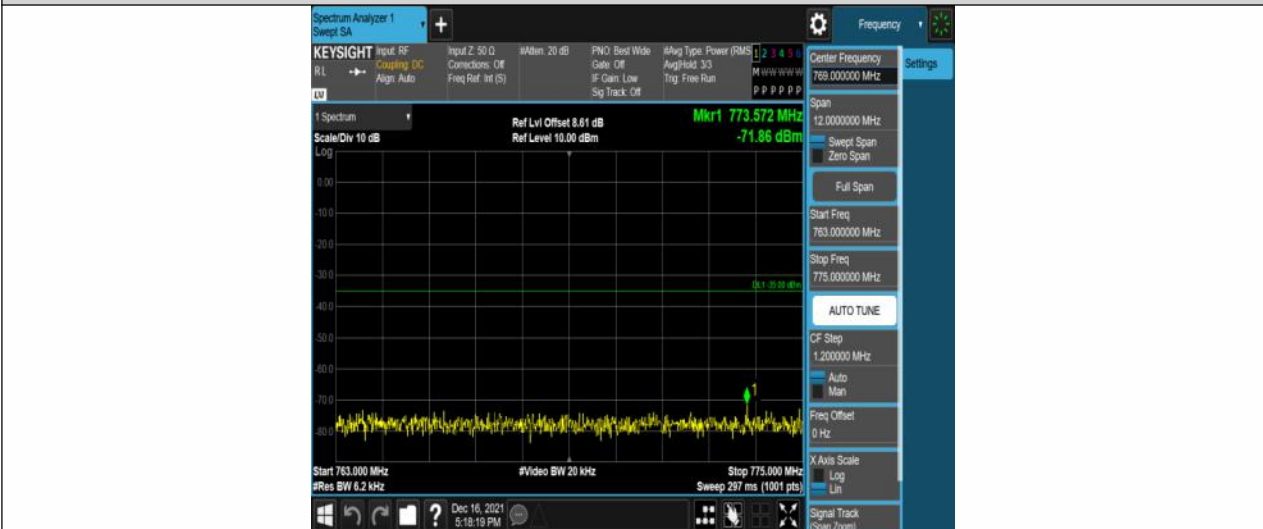 Spectrum Analyzer 1
Swept SA
+
Frequency
KEYSIGHT
RL
LW
Input: RF
Coupling: DC
Align: Auto
Input Z: 50 Ω
Corrections: Off
Freq Ref: Int (S)
#Atten: 20 dB
PNO: Best Wide
Gate: Off
IF Gain: Low
Sig Track: Off
#Avg Type: Power (RMS
Avg|Hold: 3/3
Trig: Free Run
1 2 3 4 5 6
M W W W W W
P P P P P P
Center Frequency
769.000000 MHz
Settings
Span
12.0000000 MHz
Swept Span
Zero Span
Full Span
Start Freq
763.000000 MHz
Stop Freq
775.000000 MHz
AUTO TUNE
CF Step
1.200000 MHz
Auto
Man
Freq Offset
0 Hz
X Axis Scale
Log
Lin
Signal Track
(Span Zoom)
1 Spectrum
Scale/Div 10 dB
Log
Ref Lvl Offset 8.61 dB
Ref Level 10.00 dBm
Mkr1 773.572 MHz
-71.86 dBm
0.00
-10.0
-20.0
-30.0
DL1 -35.00 dBm
-40.0
-50.0
-60.0
-70.0
1
-80.0
Start 763.000 MHz
#Res BW 6.2 kHz
#Video BW 20 kHz
Stop 775.000 MHz
Sweep 297 ms (1001 pts)
?
Dec 16, 2021
5:18:19 PM